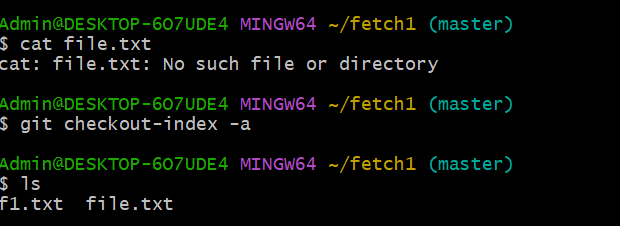 Admin@DESKTOP-6O7UDE4 MINGW64 ~/fetch1 (master)
$ cat file.txt
cat: file.txt: No such file or directory
Admin@DESKTOP-6O7UDE4 MINGW64 ~/fetch1 (master)
$ git checkout-index -a
Admin@DESKTOP-6O7UDE4 MINGW64 ~/fetch1 (master)
$ ls
f1.txt  file.txt